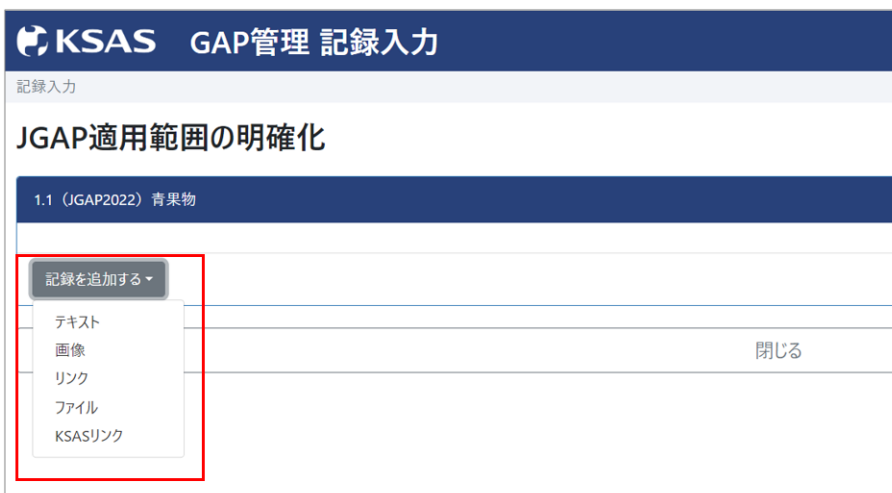 KSAS GAP管理 記録入力
記録入力
JGAP適用範囲の明確化
1.1（JGAP2022）青果物
記録を追加する
テキスト
画像
閉じる
リンク
ファイル
KSASリンク